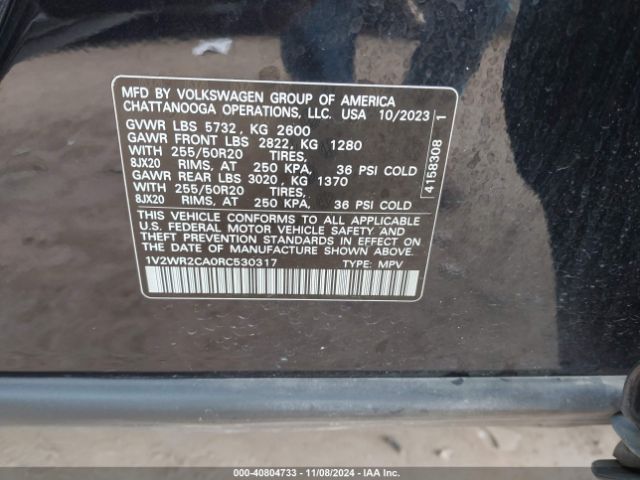 MFD BY VOLKSWAGEN GROUP OF AMERICA
CHATTANOOGA OPERATIONS, LLC. USA 10/2023
GVWR LBS 5732, KG 2600
GAWR FRONT LBS 2822, KG 1280
WITH 255/50R20 TIRES,
8JX20 RIMS, AT 250 KPA, 36 PSI COLD
GAWR REAR LBS 3020, KG 1370
WITH 255/50R20 TIRES,
8JX20 RIMS, AT 250 KPA, 36 PSI COLD
THIS VEHICLE CONFORMS TO ALL APPLICABLE
U.S. FEDERAL MOTOR VEHICLE SAFETY AND
THEFT PREVENTION STANDARDS IN EFFECT ON
THE DATE OF MANUFACTURE SHOWN ABOVE.
1V2WR2CA0RC530317 TYPE: MPV
4158308 1
000-40804733 - 11/08/2024 - IAA Inc.